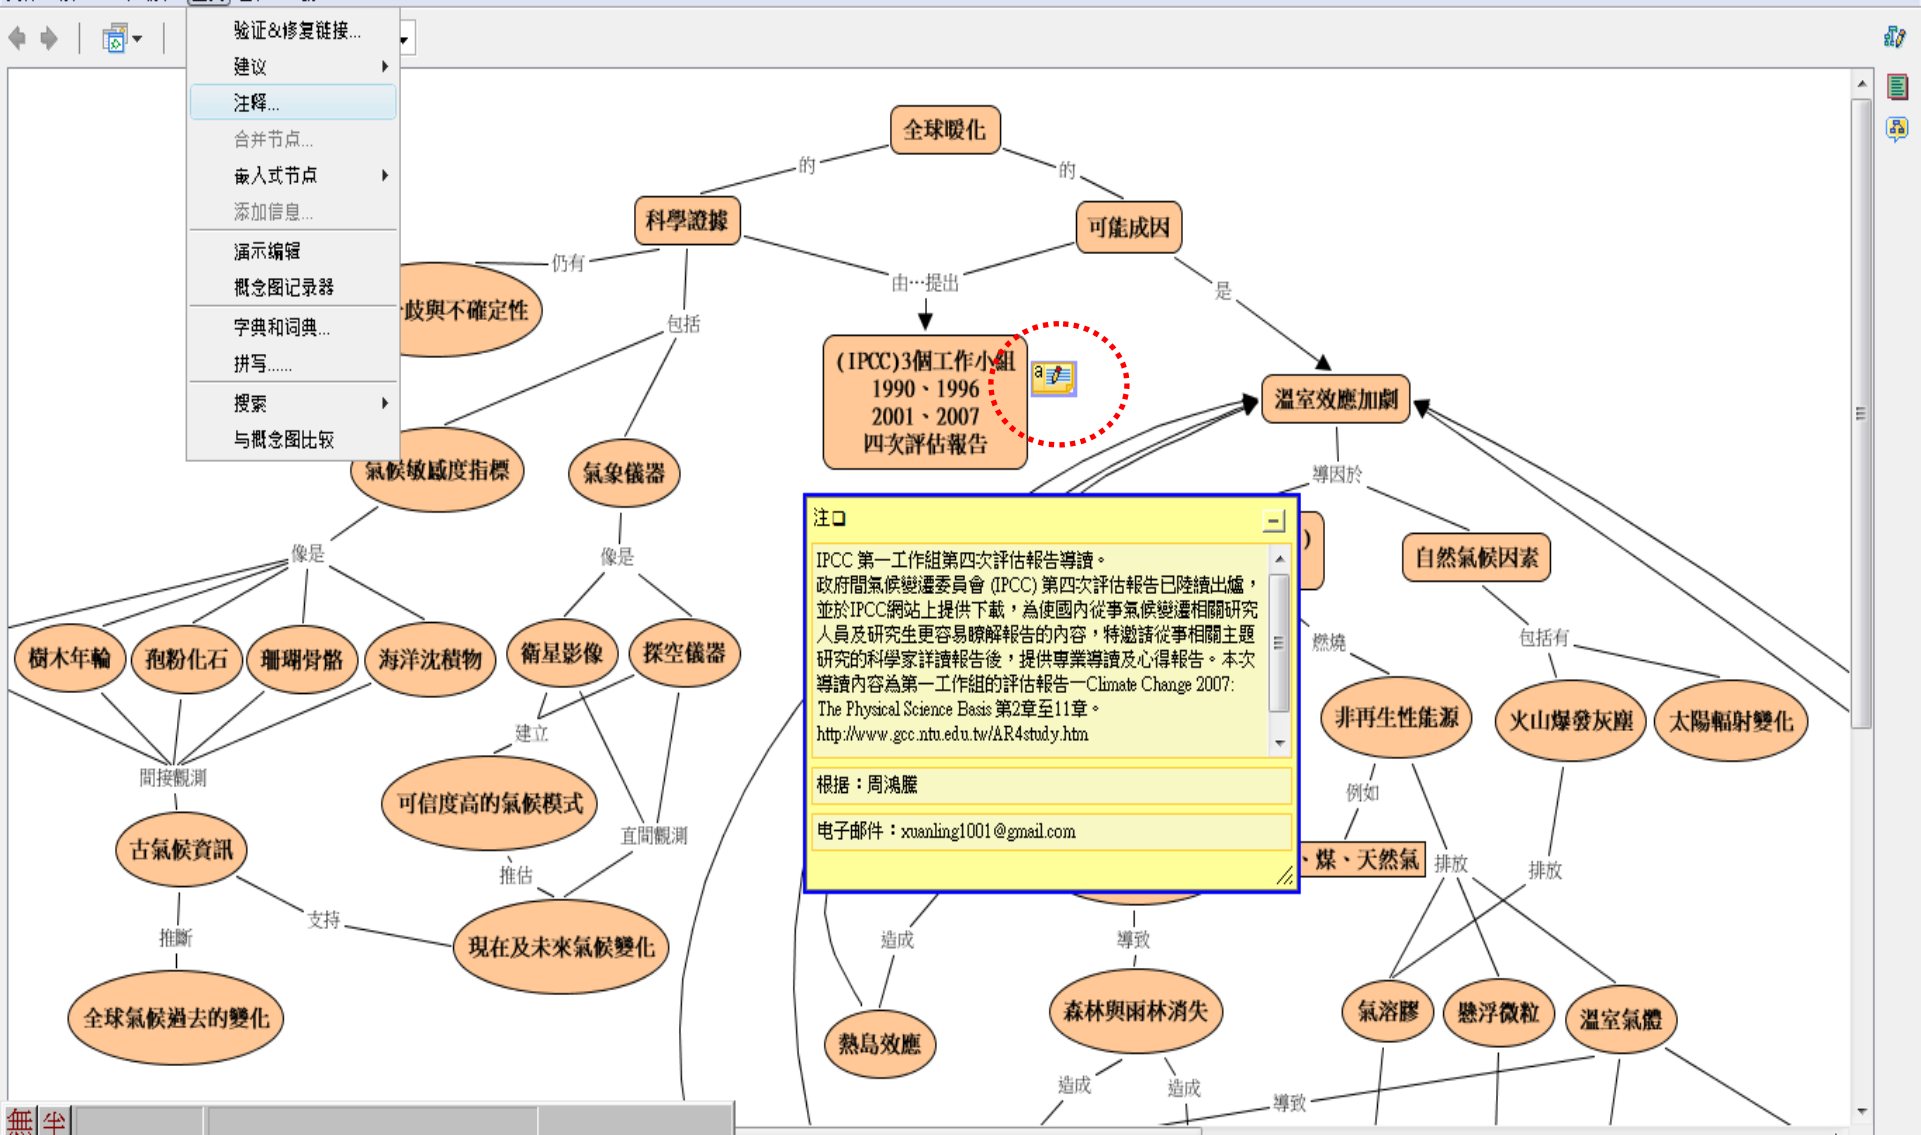 验证&修复链接...
建议
注释...
合并节点...
嵌入式节点
添加信息...
演示编辑
概念图记录器
字典和词典...
拼写......
搜索
与概念图比较
全球暖化
的
的
科學證據
可能成因
仍有
由…提出
是
歧與不確定性
包括
(IPCC)3個工作小組
1990、1996
2001、2007
四次評估報告
a
溫室效應加劇
氣候敏感度指標
氣象儀器
導因於
注
IPCC 第一工作組第四次評估報告導讀。
政府間氣候變遷委員會 (IPCC) 第四次評估報告已陸續出爐，
並於IPCC網站上提供下載，為使國內從事氣候變遷相關研究
人員及研究生更容易瞭解報告的內容，特邀請從事相關主題
研究的科學家詳讀報告後，提供專業導讀及心得報告。本次
導讀內容為第一工作組的評估報告—Climate Change 2007:
The Physical Science Basis 第2章至11章。
http://www.gcc.ntu.edu.tw/AR4study.htm
根据：周鴻騰
电子邮件：xuanling1001@gmail.com
)
自然氣候因素
像是
像是
燃燒
包括有
樹木年輪
孢粉化石
珊瑚骨骼
海洋沈積物
衛星影像
探空儀器
非再生性能源
火山爆發灰塵
太陽輻射變化
建立
間接觀測
可信度高的氣候模式
例如
直間觀測
古氣候資訊
、煤、天然氣
排放
排放
推估
支持
推斷
現在及未來氣候變化
造成
導致
全球氣候過去的變化
熱島效應
森林與雨林消失
氣溶膠
懸浮微粒
溫室氣體
造成
造成
導致
無
半